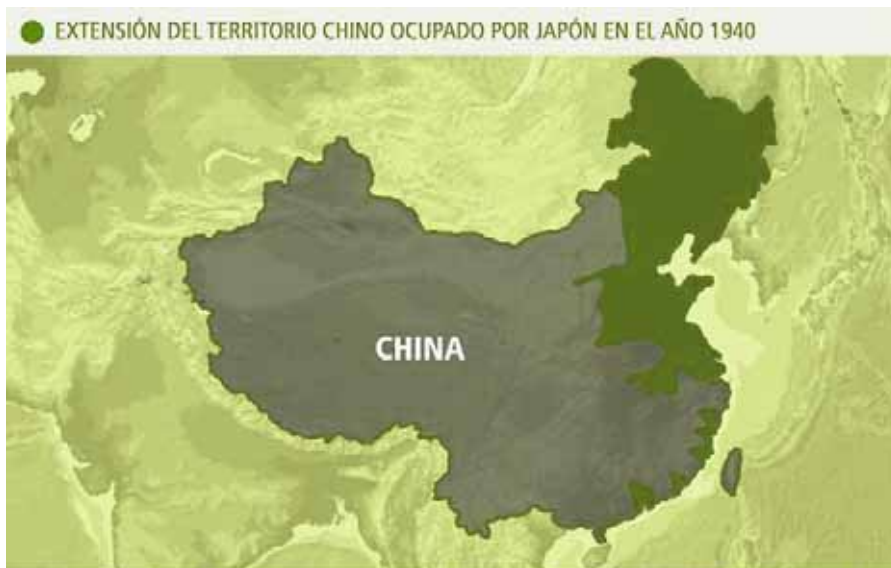 EXTENSIÓN DEL TERRITORIO CHINO OCUPADO POR JAPÓN EN EL AÑO 1940
CHINA